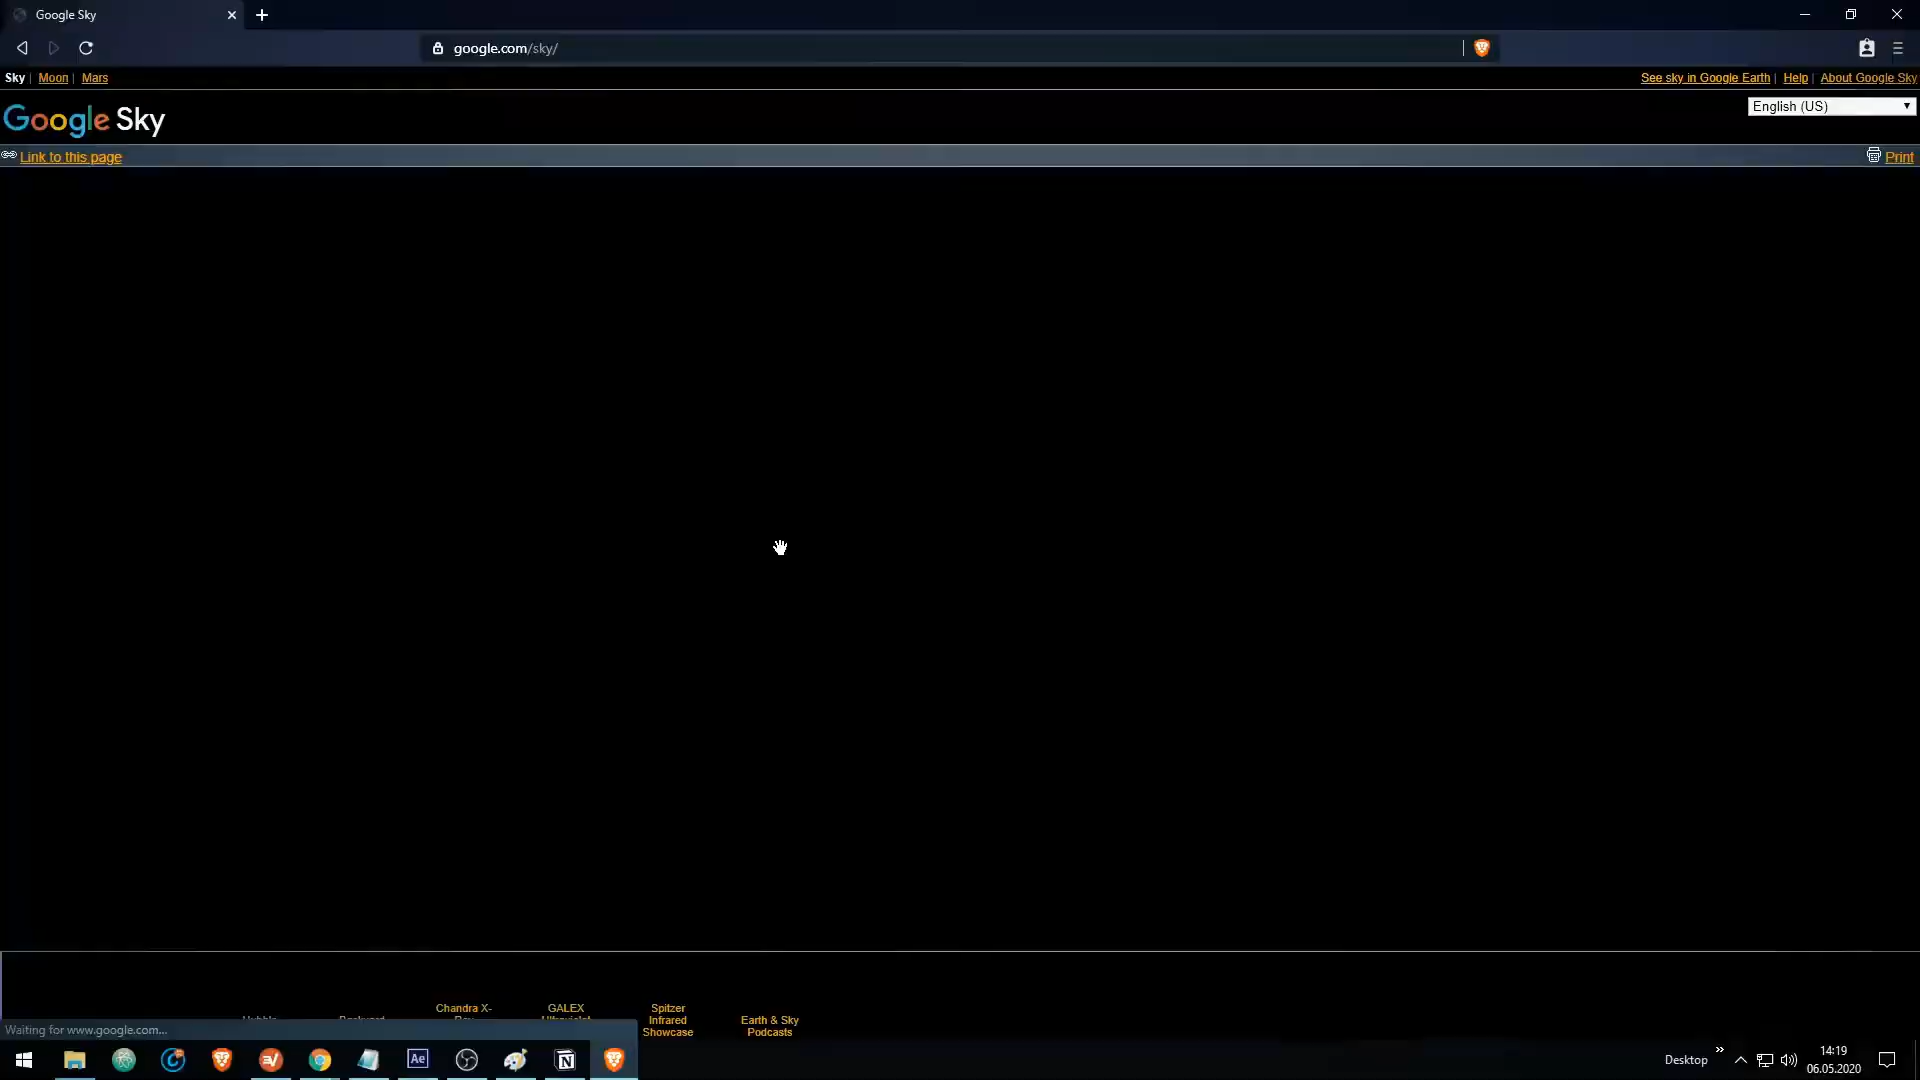 Google Sky
google.com/sky/
Sky | Moon | Mars
See sky in Google Earth | Help | About Google Sky
Google Sky
English (US)
Link to this page
Print
Chandra X-
GALEX
Spitzer
Infrared
Showcase
Earth & Sky
Podcasts
Waiting for www.google.com...
Ae
N
Desktop
14:19
06.05.2020